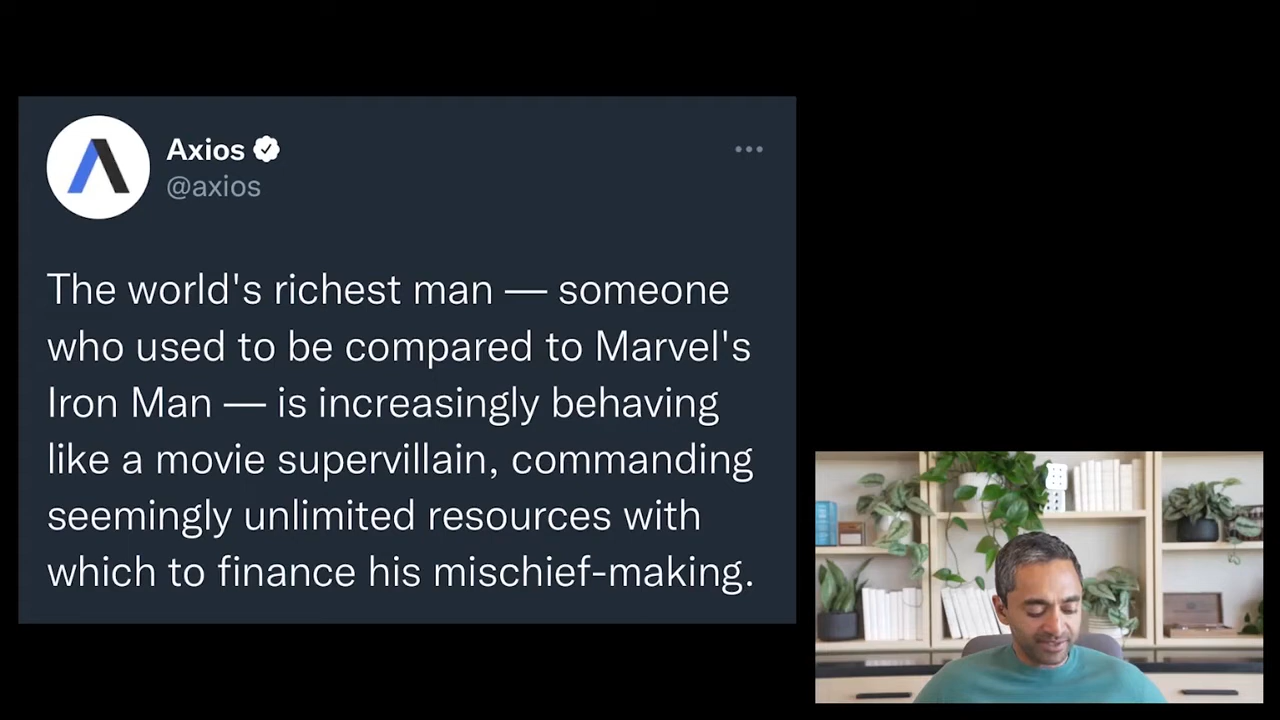 Axios
@axios
The world's richest man — someone
who used to be compared to Marvel's
Iron Man — is increasingly behaving
like a movie supervillain, commanding
seemingly unlimited resources with
which to finance his mischief-making.